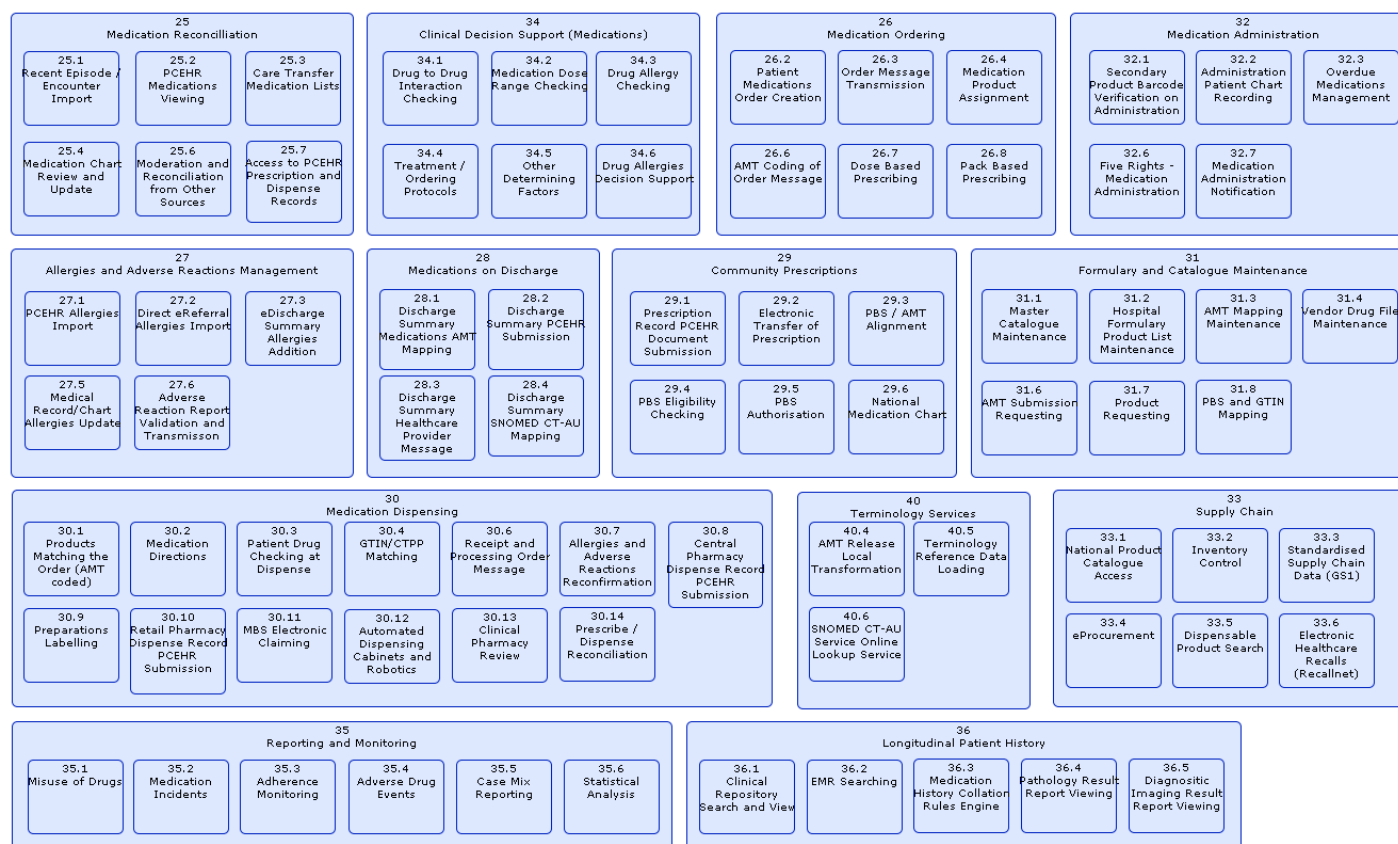 25
Medication Reconcilliation
25.1
Recent Episode /
Encounter
Import
25.2
PCEHR
Medications
Viewing
25.3
Care Transfer
Medication Lists
25.4
Medication Chart
Review and
Update
25.6
Moderation and
Reconciliation
from Other
Sources
25.7
Access to PCEHR
Prescription and
Dispense
Records
34
Clinical Decision Support (Medications)
34.1
Drug to Drug
Interaction
Checking
34.2
Medication Dose
Range Checking
34.3
Drug Allergy
Checking
34.4
Treatment /
Ordering
Protocols
34.5
Other
Determining
Factors
34.6
Drug Allergies
Decision Support
26
Medication Ordering
26.2
Patient
Medications
Order Creation
26.3
Order Message
Transmission
26.4
Medication
Product
Assignment
26.6
AMT Coding of
Order Message
26.7
Dose Based
Prescribing
26.8
Pack Based
Prescribing
32
Medication Administration
32.1
Secondary
Product Barcode
Verification on
Administration
32.2
Administration
Patient Chart
Recording
32.3
Overdue
Medications
Management
32.6
Five Rights -
Medication
Administration
32.7
Medication
Administration
Notification
27
Allergies and Adverse Reactions Management
27.1
PCEHR Allergies
Import
27.2
Direct eReferral
Allergies Import
27.3
eDischarge
Summary
Allergies
Addition
27.5
Medical
Record/Chart
Allergies Update
27.6
Adverse
Reaction Report
Validation and
Transmisson
28
Medications on Discharge
28.1
Discharge
Summary
Medications AMT
Mapping
28.2
Discharge
Summary PCEHR
Submission
28.3
Discharge
Summary
Healthcare
Provider
Message
28.4
Discharge
Summary
SNOMED CT-AU
Mapping
29
Community Prescriptions
29.1
Prescription
Record PCEHR
Document
Submission
29.2
Electronic
Transfer of
Prescription
29.3
PBS / AMT
Alignment
29.4
PBS Eligibility
Checking
29.5
PBS
Authorisation
29.6
National
Medication Chart
31
Formulary and Catalogue Maintenance
31.1
Master
Catalogue
Maintenance
31.2
Hospital
Formulary
Product List
Maintenance
31.3
AMT Mapping
Maintenance
31.4
Vendor Drug File
Maintenance
31.6
AMT Submission
Requesting
31.7
Product
Requesting
31.8
PBS and GTIN
Mapping
30
Medication Dispensing
30.1
Products
Matching the
Order (AMT
coded)
30.2
Medication
Directions
30.3
Patient Drug
Checking at
Dispense
30.4
GTIN/CTPP
Matching
30.6
Receipt and
Processing Order
Message
30.7
Allergies and
Adverse
Reactions
Reconfirmation
30.8
Central
Pharmacy
Dispense Record
PCEHR
Submission
30.9
Preparations
Labelling
30.10
Retail Pharmacy
Dispense Record
PCEHR
Submission
30.11
MBS Electronic
Claiming
30.12
Automated
Dispensing
Cabinets and
Robotics
30.13
Clinical
Pharmacy
Review
30.14
Prescribe /
Dispense
Reconciliation
40
Terminology Services
40.4
AMT Release
Local
Transformation
40.5
Terminology
Reference Data
Loading
40.6
SNOMED CT-AU
Service Online
Lookup Service
33
Supply Chain
33.1
National Product
Catalogue
Access
33.2
Inventory
Control
33.3
Standardised
Supply Chain
Data (GS1)
33.4
eProcurement
33.5
Dispensable
Product Search
33.6
Electronic
Healthcare
Recalls
(Recallnet)
35
Reporting and Monitoring
35.1
Misuse of Drugs
35.2
Medication
Incidents
35.3
Adherence
Monitoring
35.4
Adverse Drug
Events
35.5
Case Mix
Reporting
35.6
Statistical
Analysis
36
Longitudinal Patient History
36.1
Clinical
Repository
Search and View
36.2
EMR Searching
36.3
Medication
History Collation
Rules Engine
36.4
Pathology Result
Report Viewing
36.5
Diagnositic
Imaging Result
Report Viewing